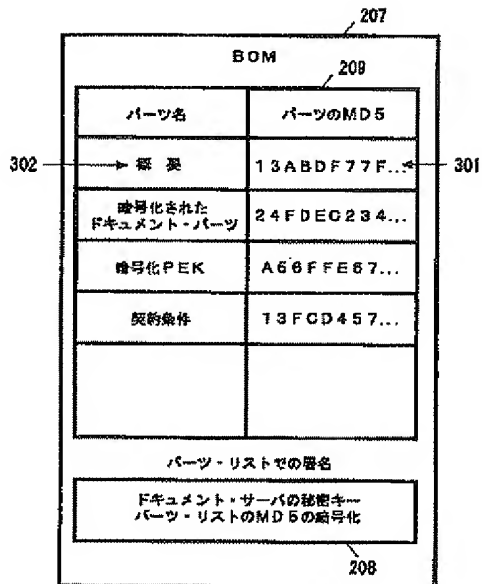 207
BOM
209
パーツ名 パーツのMD5
302 概 要 13ABDF77F... 301
暗号化された
ドキュメント・パーツ 24FDEC234...
暗号化PEK A66FFE67...
契約条件 13FCD457...
パーツ・リストでの署名
ドキュメント・サーバの秘密キー
パーツ・リストのMD5の暗号化
208